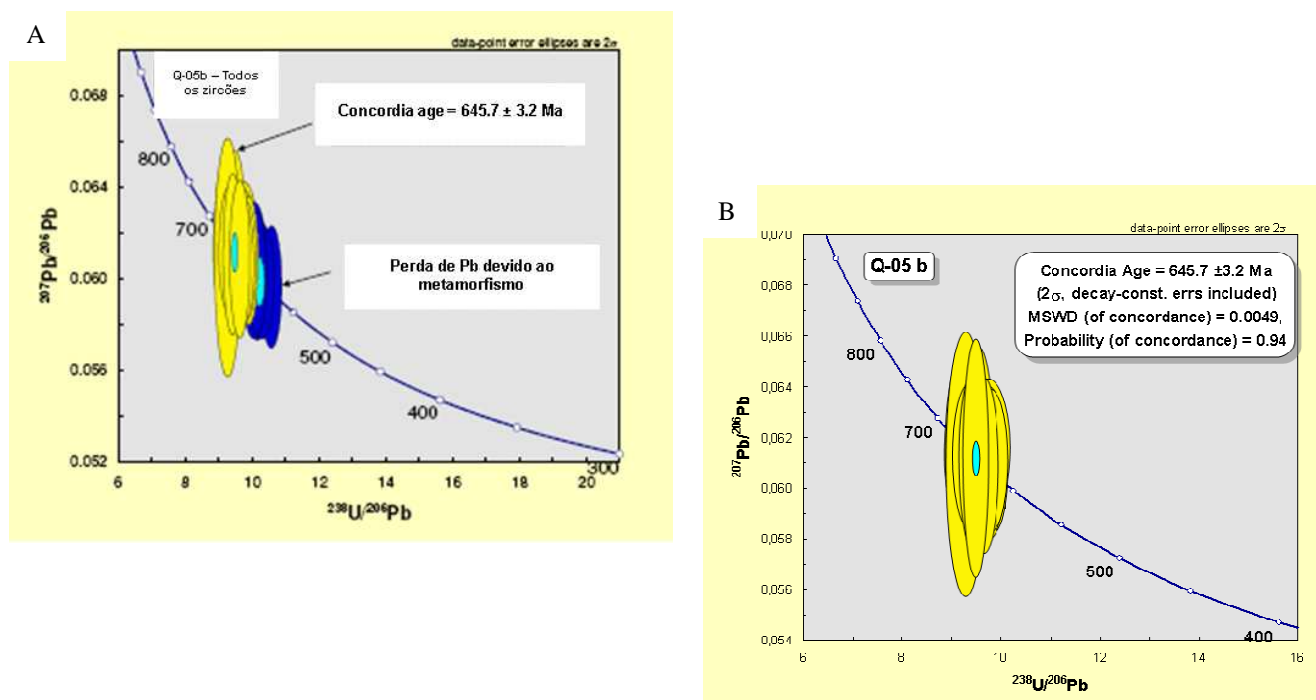 A
data-point error ellipses are 2σ
Q-05b – Todos
os zircões
Concordia age = 645.7 ± 3.2 Ma
Perda de Pb devido ao
metamorfismo
0.068
0.064
0.060
0.056
0.052
800
700
500
400
300
6
8
10
12
14
16
18
20
207Pb/206Pb
238U/206Pb
B
data-point error ellipses are 2σ
Q-05 b
Concordia Age = 645.7 ±3.2 Ma
(2σ, decay-const. errs included)
MSWD (of concordance) = 0.0049,
Probability (of concordance) = 0.94
0,070
0,068
0,066
0,064
0,062
0,060
0,058
0,056
0,054
800
700
500
400
6
8
10
12
14
16
207Pb/206Pb
238U/206Pb